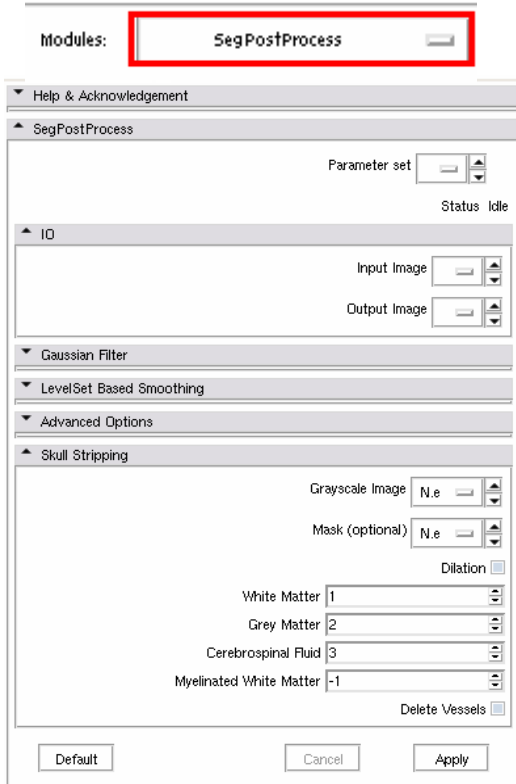 Modules: SegPostProcess
Help & Acknowledgement
SegPostProcess
Parameter set
Status Idle
IO
Input Image
Output Image
Gaussian Filter
LevelSet Based Smoothing
Advanced Options
Skull Stripping
Grayscale Image N.e
Mask (optional) N.e
Dilation
White Matter 1
Grey Matter 2
Cerebrospinal Fluid 3
Myelinated White Matter -1
Delete Vessels
Default Cancel Apply